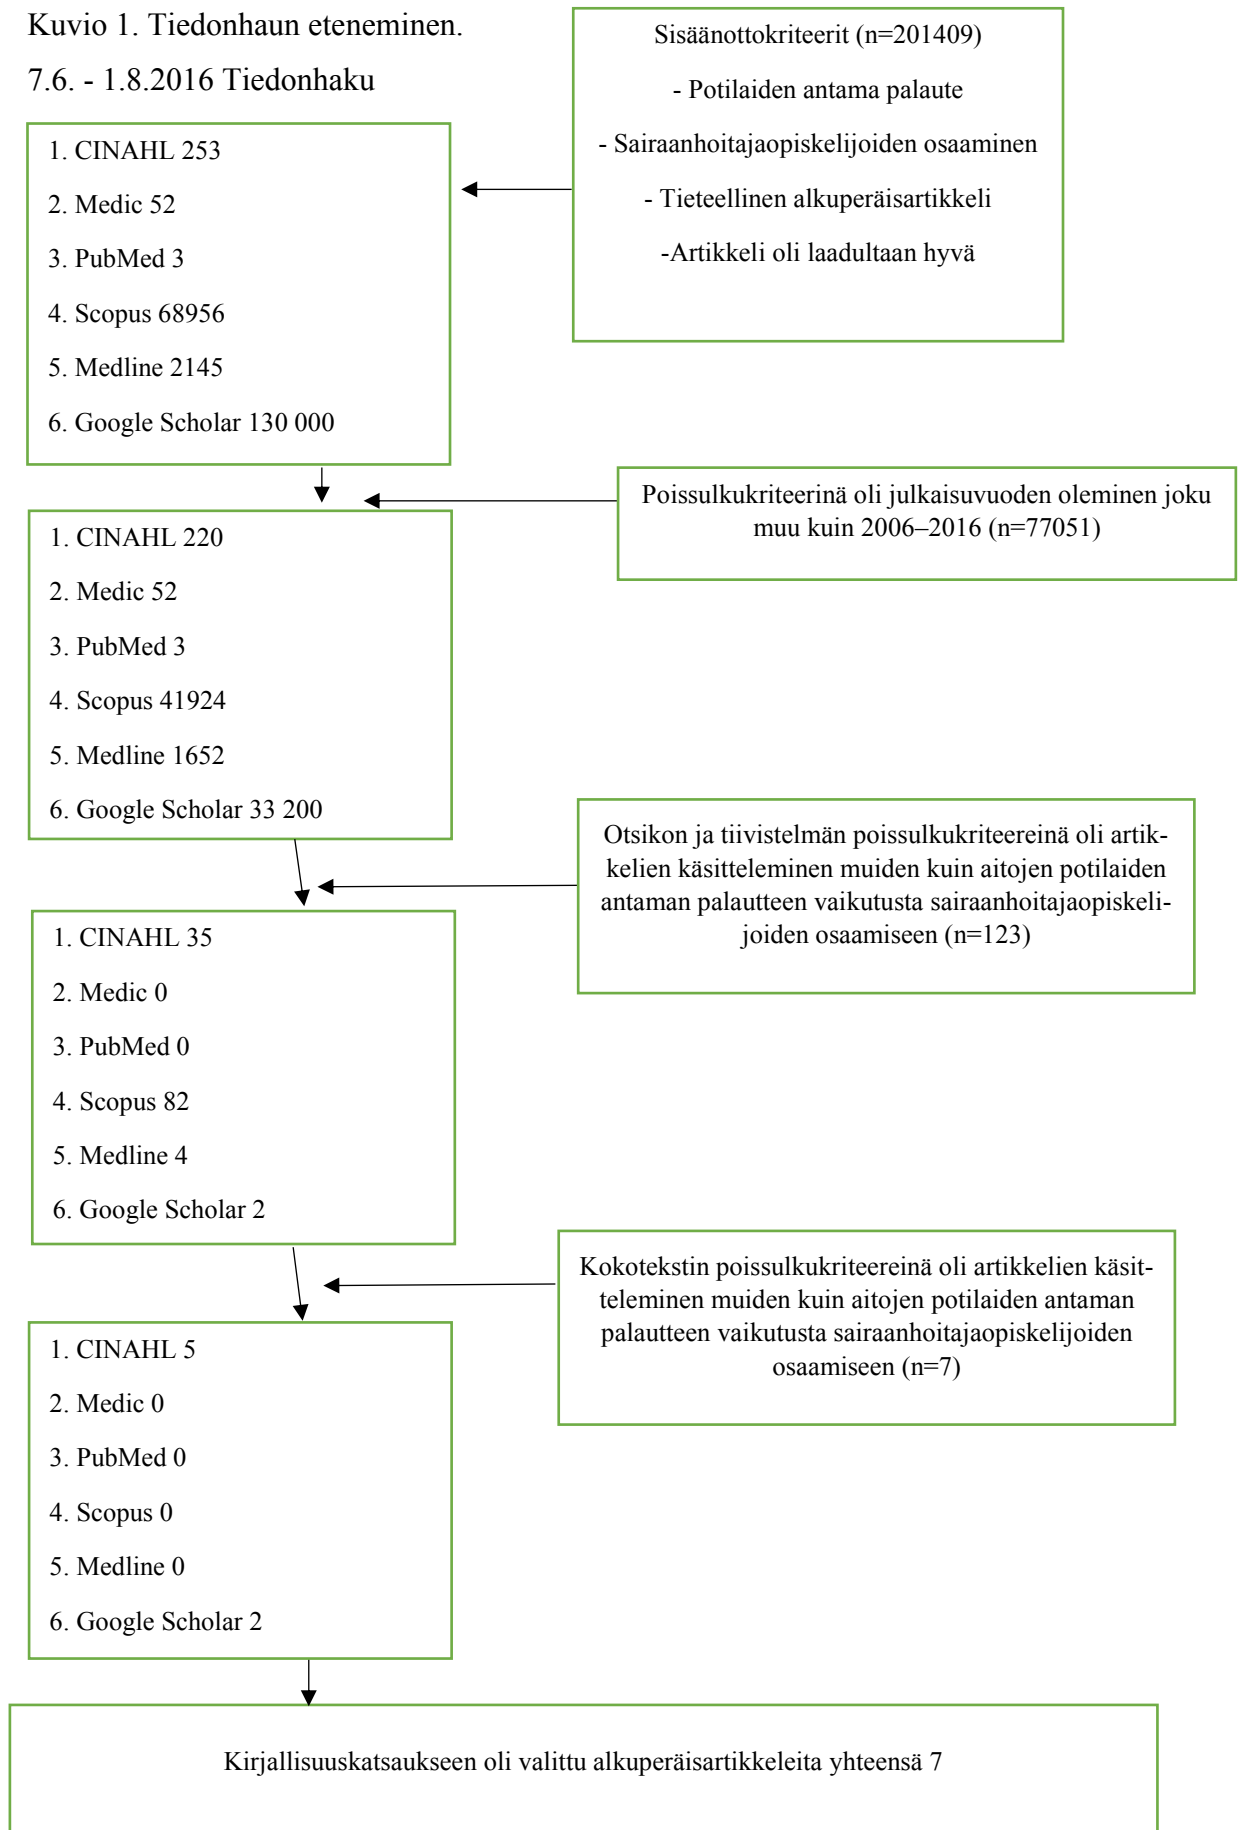 Kuvio 1. Tiedonhaun eteneminen.
7.6. - 1.8.2016 Tiedonhaku
Sisäänottokriteerit (n=201409)
- Potilaiden antama palaute
- Sairaanhoitajaopiskelijoiden osaaminen
- Tieteellinen alkuperäisartikkeli
-Artikkeli oli laadultaan hyvä
1. CINAHL 253
2. Medic 52
3. PubMed 3
4. Scopus 68956
5. Medline 2145
6. Google Scholar 130 000
Poissulkukriteerinä oli julkaisuvuoden oleminen joku
muu kuin 2006–2016 (n=77051)
1. CINAHL 220
2. Medic 52
3. PubMed 3
4. Scopus 41924
5. Medline 1652
6. Google Scholar 33 200
Otsikon ja tiivistelmän poissulkukriteereinä oli artik-
kelien käsitteleminen muiden kuin aitojen potilaiden
antaman palautteen vaikutusta sairaanhoitajaopiskeli-
joiden osaamiseen (n=123)
1. CINAHL 35
2. Medic 0
3. PubMed 0
4. Scopus 82
5. Medline 4
6. Google Scholar 2
Kokotekstin poissulkukriteereinä oli artikkelien käsit-
teleminen muiden kuin aitojen potilaiden antaman
palautteen vaikutusta sairaanhoitajaopiskelijoiden
osaamiseen (n=7)
1. CINAHL 5
2. Medic 0
3. PubMed 0
4. Scopus 0
5. Medline 0
6. Google Scholar 2
Kirjallisuuskatsaukseen oli valittu alkuperäisartikkeleita yhteensä 7